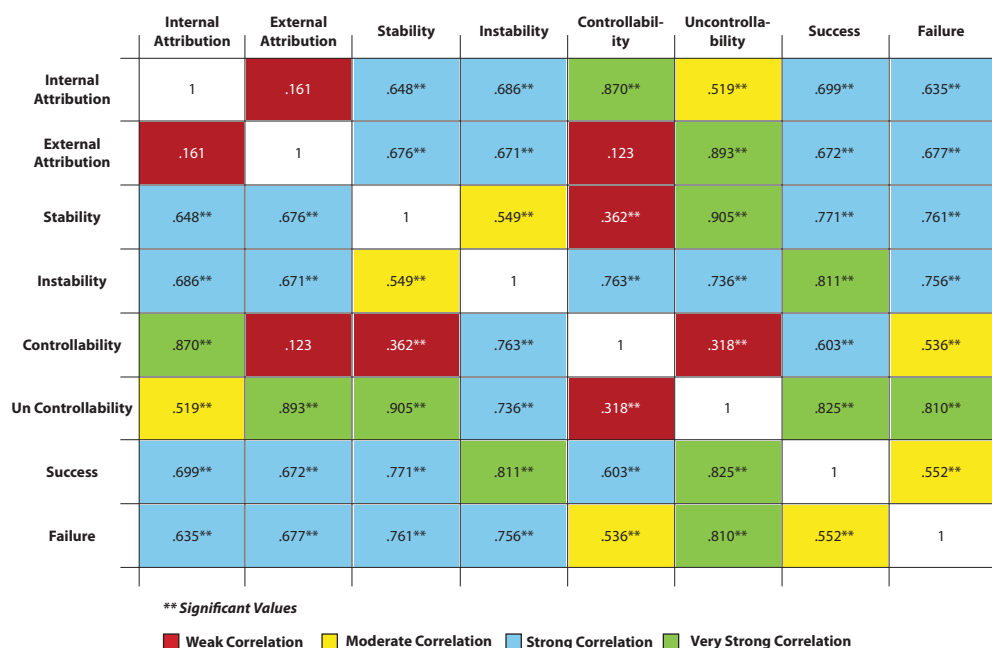 Internal Attribution External Attribution Stability Instability Controllabil-ity Uncontrolla-bility Success Failure
Internal Attribution 1 .161 .648** .686** .870** .519** .699** .635**
External Attribution .161 1 .676** .671** .123 .893** .672** .677**
Stability .648** .676** 1 .549** .362** .905** .771** .761**
Instability .686** .671** .549** 1 .763** .736** .811** .756**
Controllability .870** .123 .362** .763** 1 .318** .603** .536**
Un Controllability .519** .893** .905** .736** .318** 1 .825** .810**
Success .699** .672** .771** .811** .603** .825** 1 .552**
Failure .635** .677** .761** .756** .536** .810** .552** 1
** Significant Values
Weak Correlation Moderate Correlation Strong Correlation Very Strong Correlation